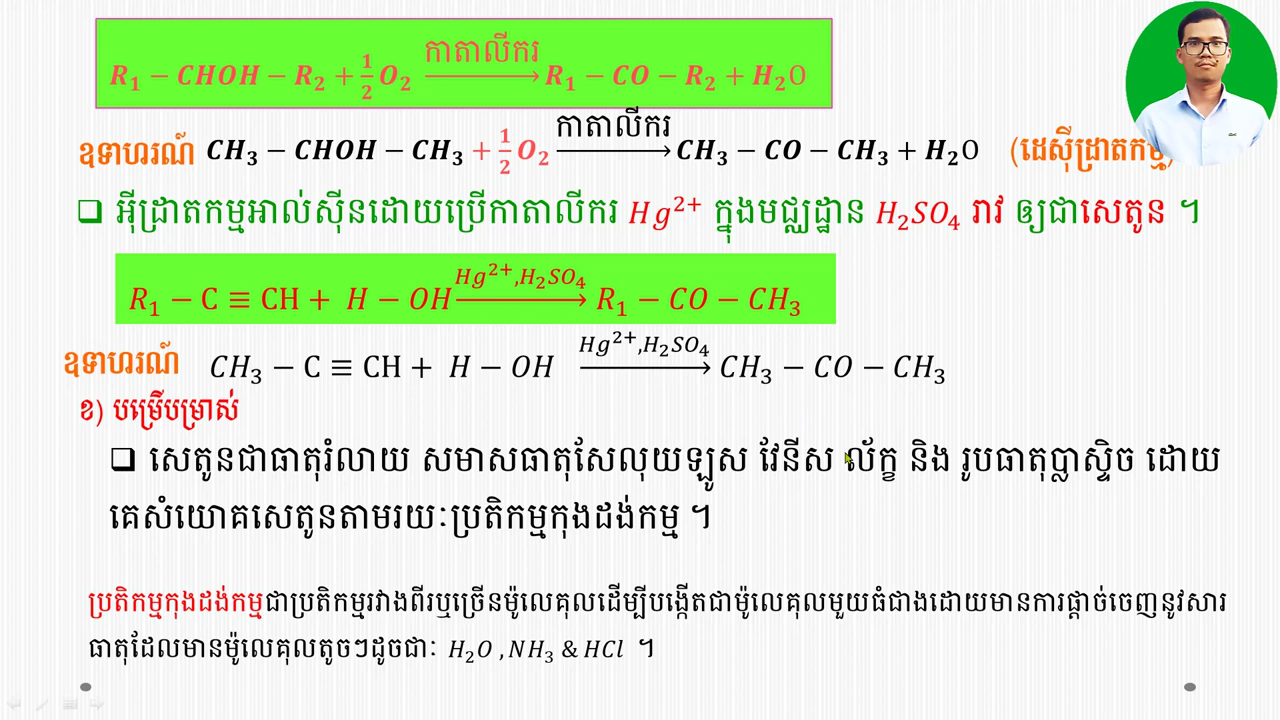 R₁ − CHOH − R₂ + ½ O₂ កាតាលីករ → R₁ − CO − R₂ + H₂O
ឧទាហរណ៍ CH₃ − CHOH − CH₃ + ½ O₂ កាតាលីករ → CH₃ − CO − CH₃ + H₂O (ដេស៊ីដ្រាតកម្ម)
❑ អ៊ីដ្រាតកម្មអាល់ស៊ីនដោយប្រើកាតាលីករ Hg²⁺ ក្នុងមជ្ឈដ្ឋាន H₂SO₄ រាវ ឲ្យជាសេតូន ។
R₁ − C ≡ CH + H − OH Hg²⁺,H₂SO₄ → R₁ − CO − CH₃
ឧទាហរណ៍ CH₃ − C ≡ CH + H − OH Hg²⁺,H₂SO₄ → CH₃ − CO − CH₃
ខ) បម្រើបម្រាស់
❑ សេតូនជាធាតុរំលាយ សមាសធាតុសែលុយឡូស វែនីស ល័ក្ខ និង រូបធាតុប្លាស្ទិច ដោយ
គេសំយោគសេតូនតាមរយៈប្រតិកម្មកុងដង់កម្ម ។
ប្រតិកម្មកុងដង់កម្មជាប្រតិកម្មរវាងពីរឬច្រើនម៉ូលេគុលដើម្បីបង្កើតជាម៉ូលេគុលមួយធំជាងដោយមានការផ្តាច់ចេញនូវសារ
ធាតុដែលមានម៉ូលេគុលតូចៗដូចជាៈ H₂O , NH₃ & HCl ។